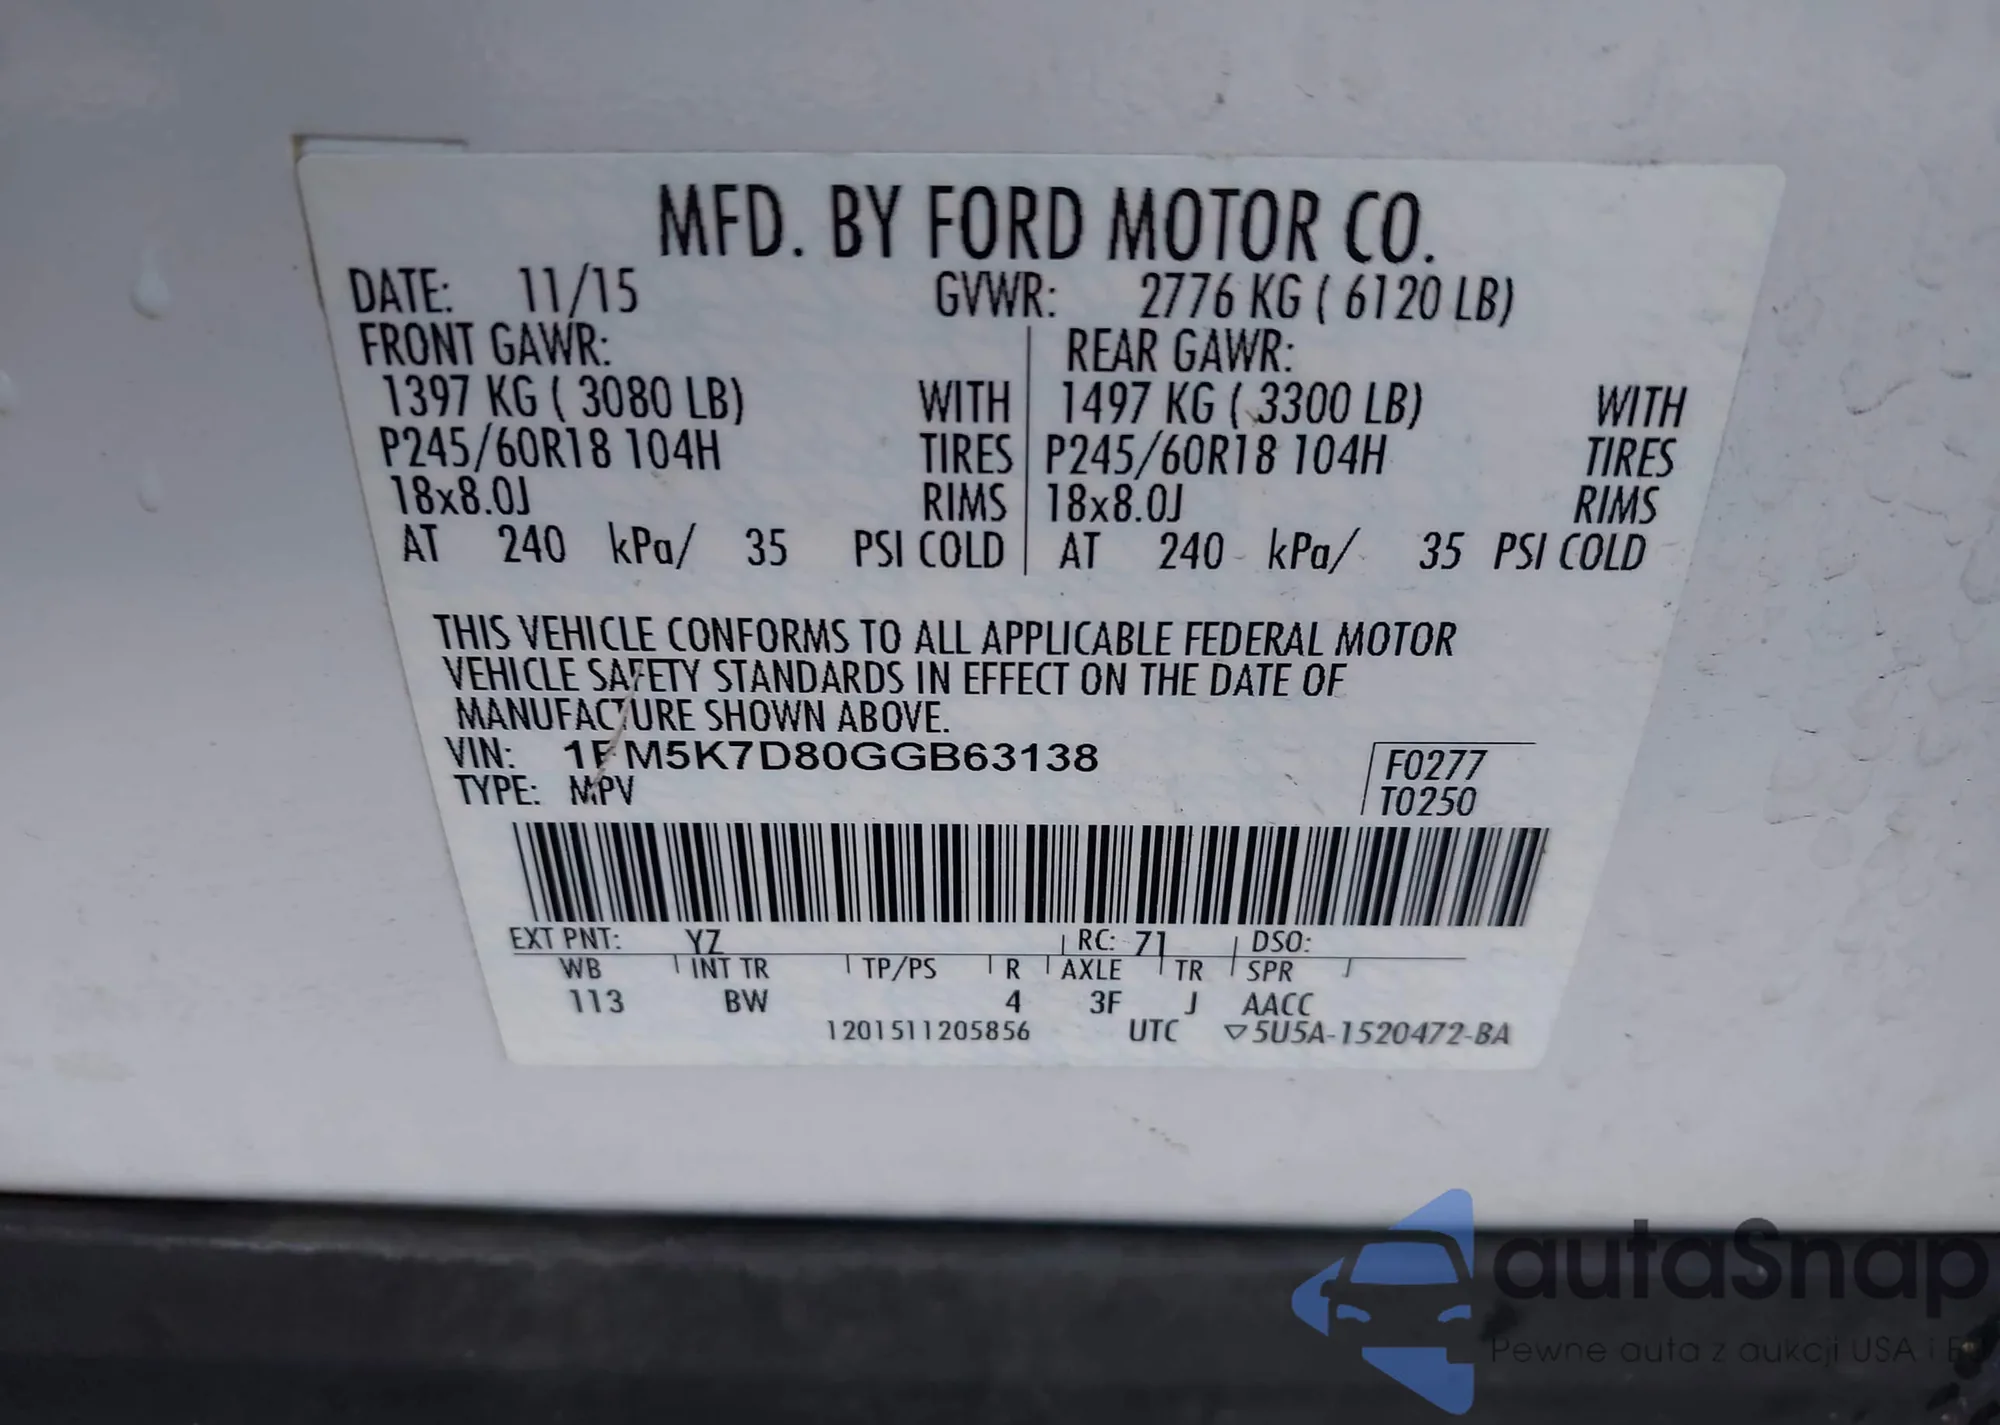 MFD. BY FORD MOTOR CO.
DATE: 11/15 GVWR: 2776 KG ( 6120 LB)
FRONT GAWR: REAR GAWR:
1397 KG ( 3080 LB) WITH 1497 KG ( 3300 LB) WITH
P245/60R18 104H TIRES P245/60R18 104H TIRES
18x8.0J RIMS 18x8.0J RIMS
AT 240 kPa/ 35 PSI COLD AT 240 kPa/ 35 PSI COLD
THIS VEHICLE CONFORMS TO ALL APPLICABLE FEDERAL MOTOR
VEHICLE SAFETY STANDARDS IN EFFECT ON THE DATE OF
MANUFACTURE SHOWN ABOVE.
VIN: 1FM5K7D80GGB63138 F0277
TYPE: MPV T0250
EXT PNT: YZ RC: 71 DSO:
WB INT TR TP/PS R AXLE TR SPR
113 BW 4 3F J AACC
1201511205856 UTC ▽5U5A-1520472-BA
autaSnap
Pewne auta z aukcji USA i